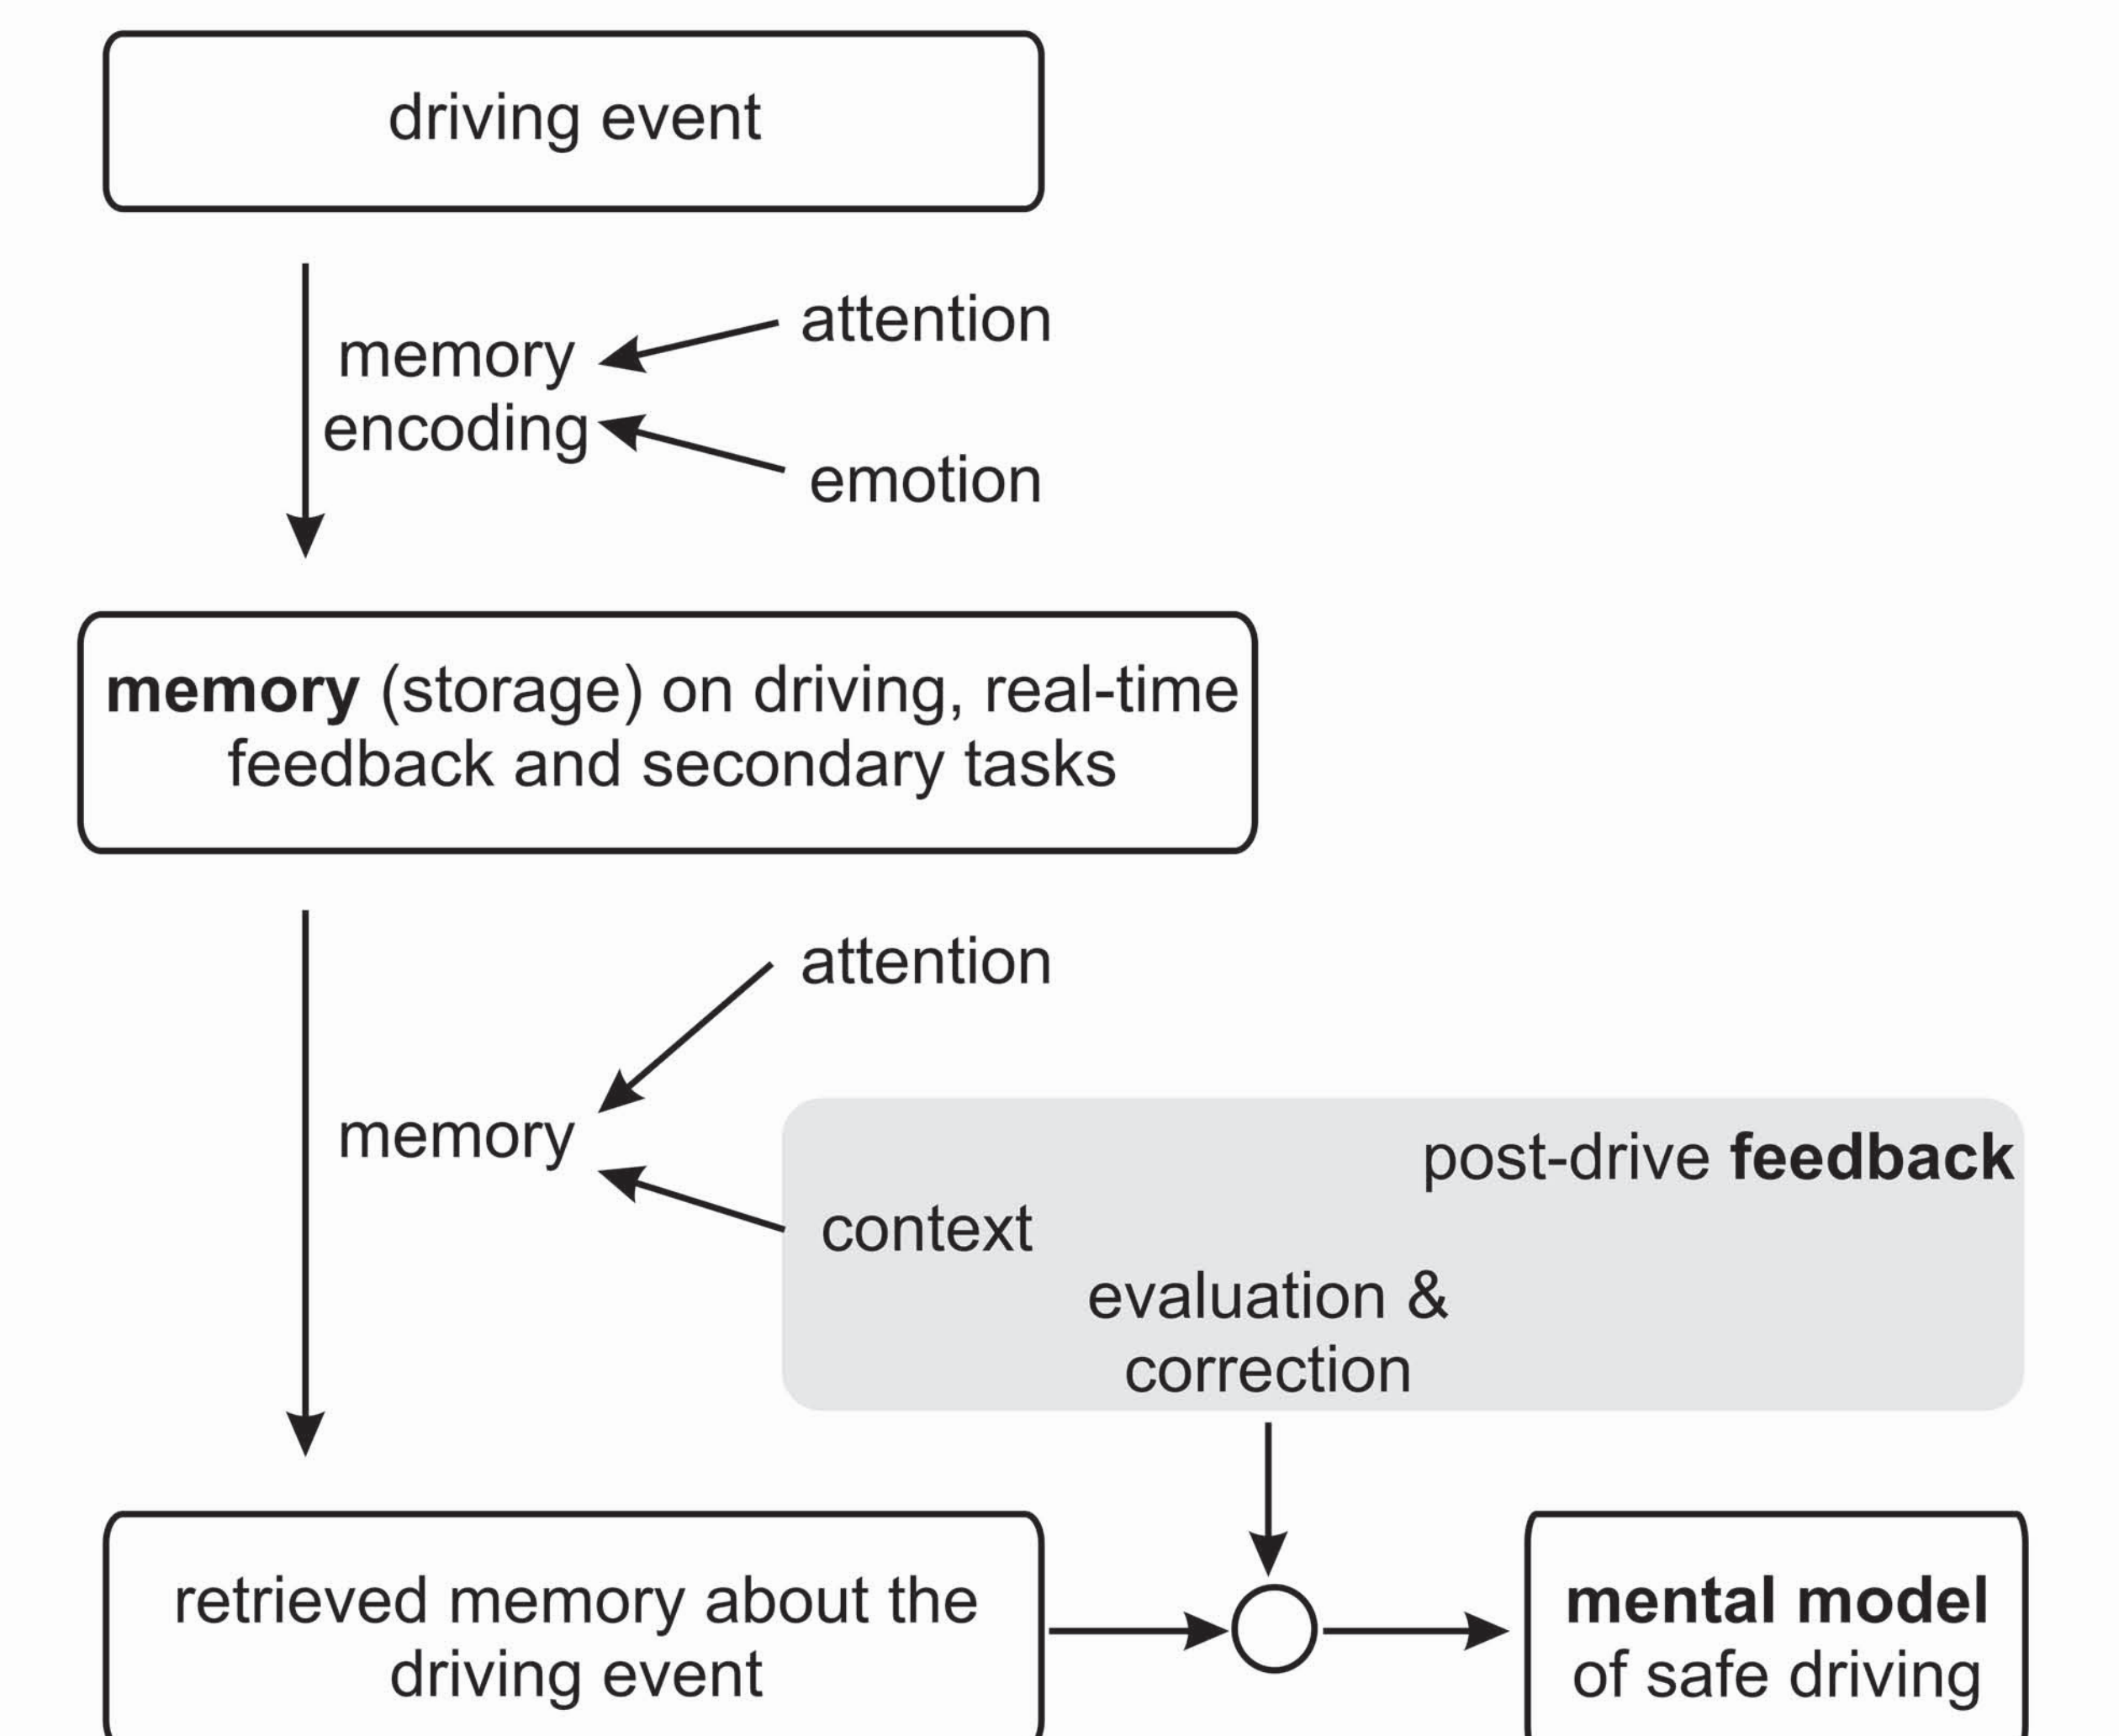 driving event
attention
memory
encoding
emotion
memory (storage) on driving, real-time
feedback and secondary tasks
attention
memory
post-drive feedback
context
evaluation &
correction
retrieved memory about the
driving event
mental model
of safe driving